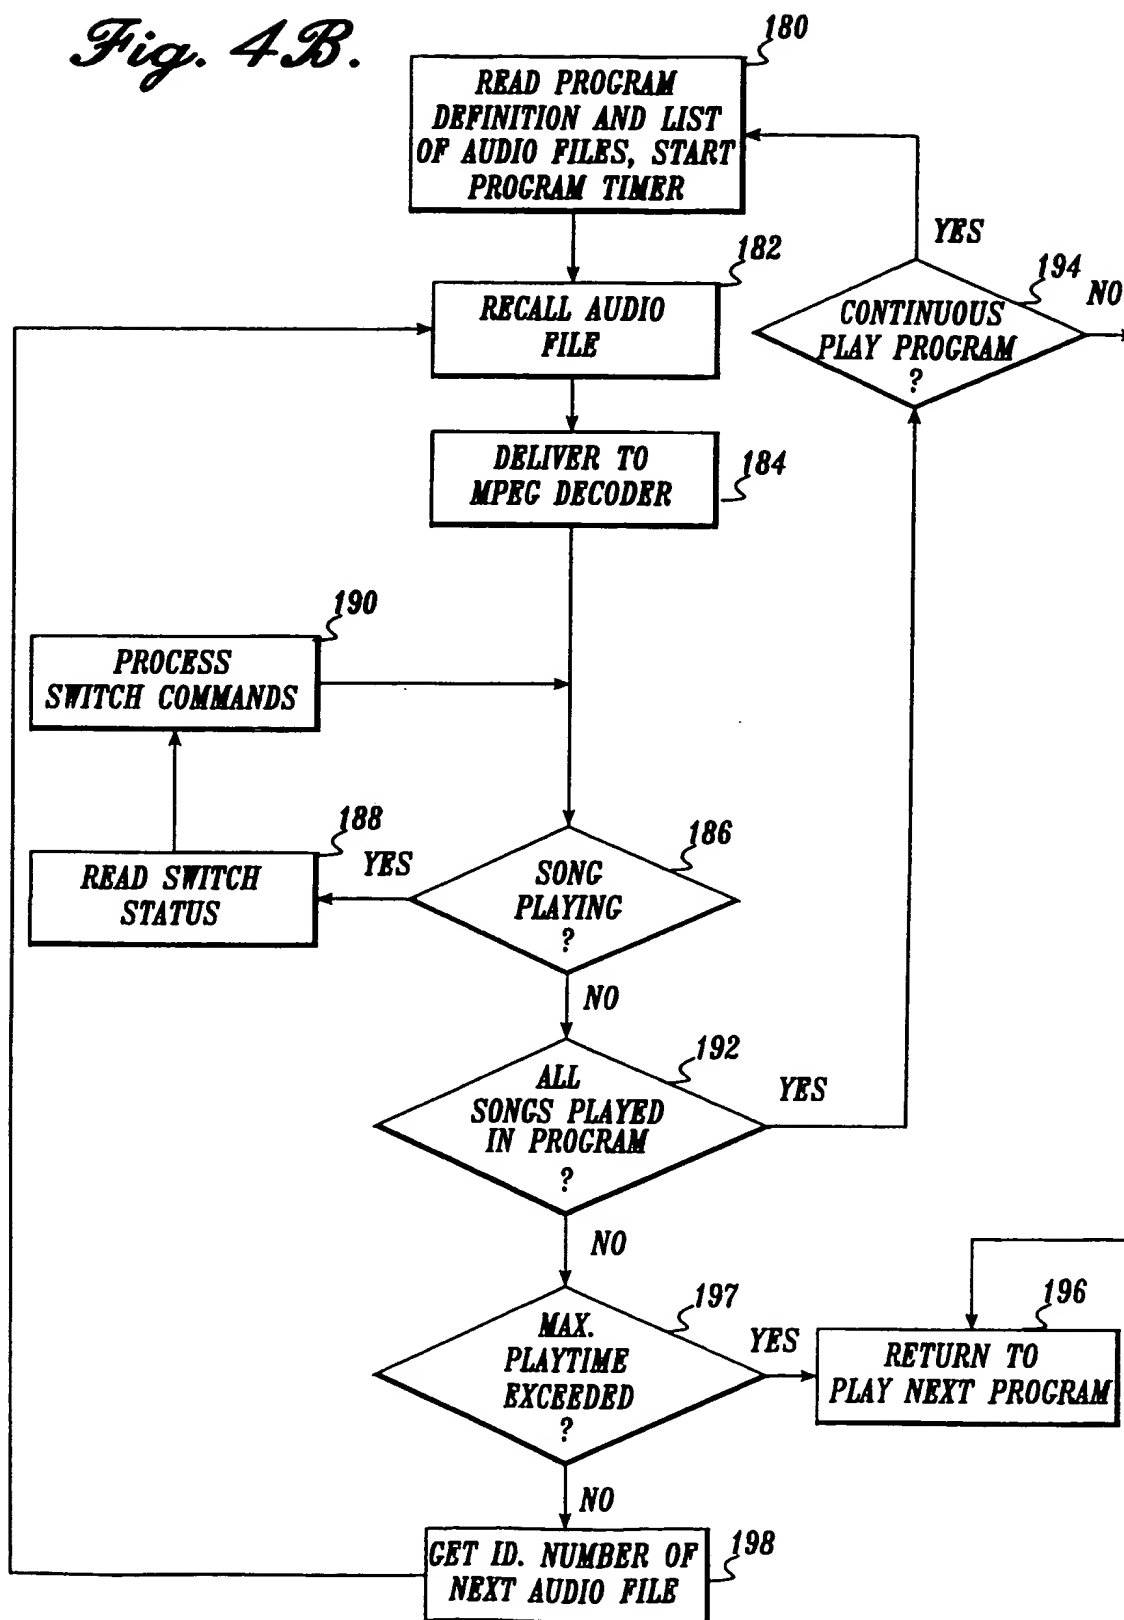 Fig. 4B.
180
READ PROGRAM
DEFINITION AND LIST
OF AUDIO FILES, START
PROGRAM TIMER
182
RECALL AUDIO
FILE
YES
194
NO
CONTINUOUS
PLAY PROGRAM
?
DELIVER TO
MPEG DECODER
184
190
PROCESS
SWITCH COMMANDS
188
READ SWITCH
STATUS
YES
186
SONG
PLAYING
?
NO
192
ALL
SONGS PLAYED
IN PROGRAM
?
YES
NO
197
MAX.
PLAYTIME
EXCEEDED
?
YES
196
RETURN TO
PLAY NEXT PROGRAM
NO
GET ID. NUMBER OF
NEXT AUDIO FILE
198